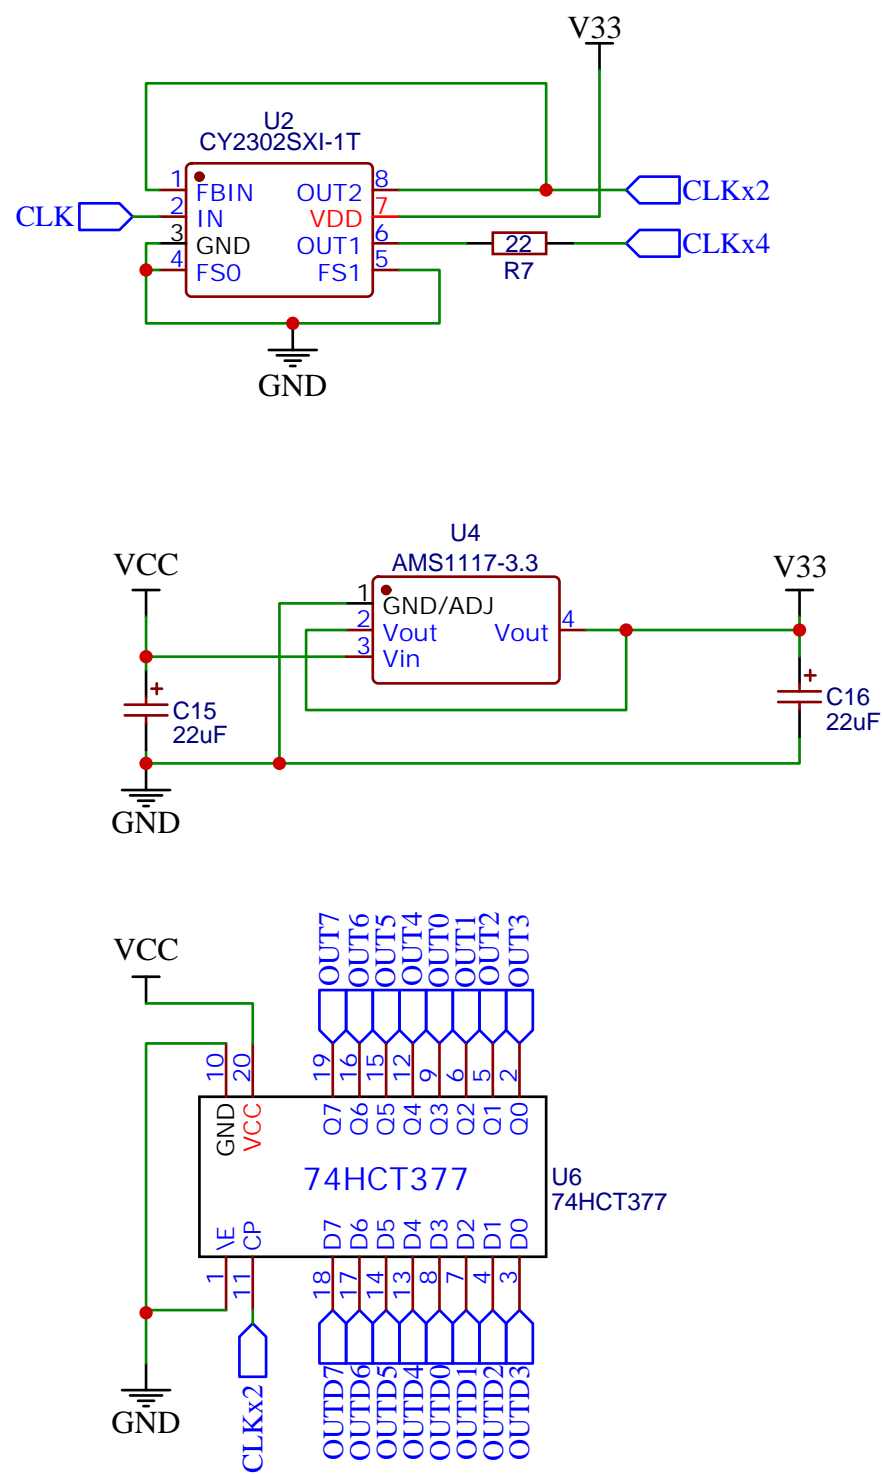 V33
U2
CY2302SXI-1T
1 FBIN OUT2 8 CLKx2
CLK 2 IN VDD 7
3 GND OUT1 6 22 CLKx4
4 FS0 FS1 5 R7
GND
U4
AMS1117-3.3
VCC V33
1 GND/ADJ
2 Vout Vout 4
3 Vin
+ C15 22uF
+ C16 22uF
GND
VCC
OUT7 OUT6 OUT5 OUT4 OUT0 OUT1 OUT2 OUT3
10 20 19 16 15 12 9 6 5 2
GND VCC Q7 Q6 Q5 Q4 Q3 Q2 Q1 Q0
74HCT377
U6
74HCT377
\E CP D7 D6 D5 D4 D3 D2 D1 D0
1 11 18 17 14 13 8 7 4 3
CLKx2 OUTD7 OUTD6 OUTD5 OUTD4 OUTD0 OUTD1 OUTD2 OUTD3
GND